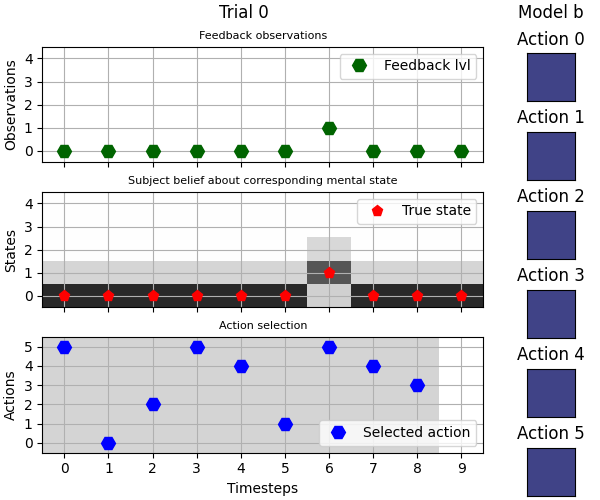 Trial 0
Model b
Feedback observations
Observations
4
3
2
1
0
Feedback lvl
Subject belief about corresponding mental state
States
4
3
2
1
0
True state
Action selection
Actions
5
4
3
2
1
0
Selected action
0 1 2 3 4 5 6 7 8 9
Timesteps
Action 0
Action 1
Action 2
Action 3
Action 4
Action 5